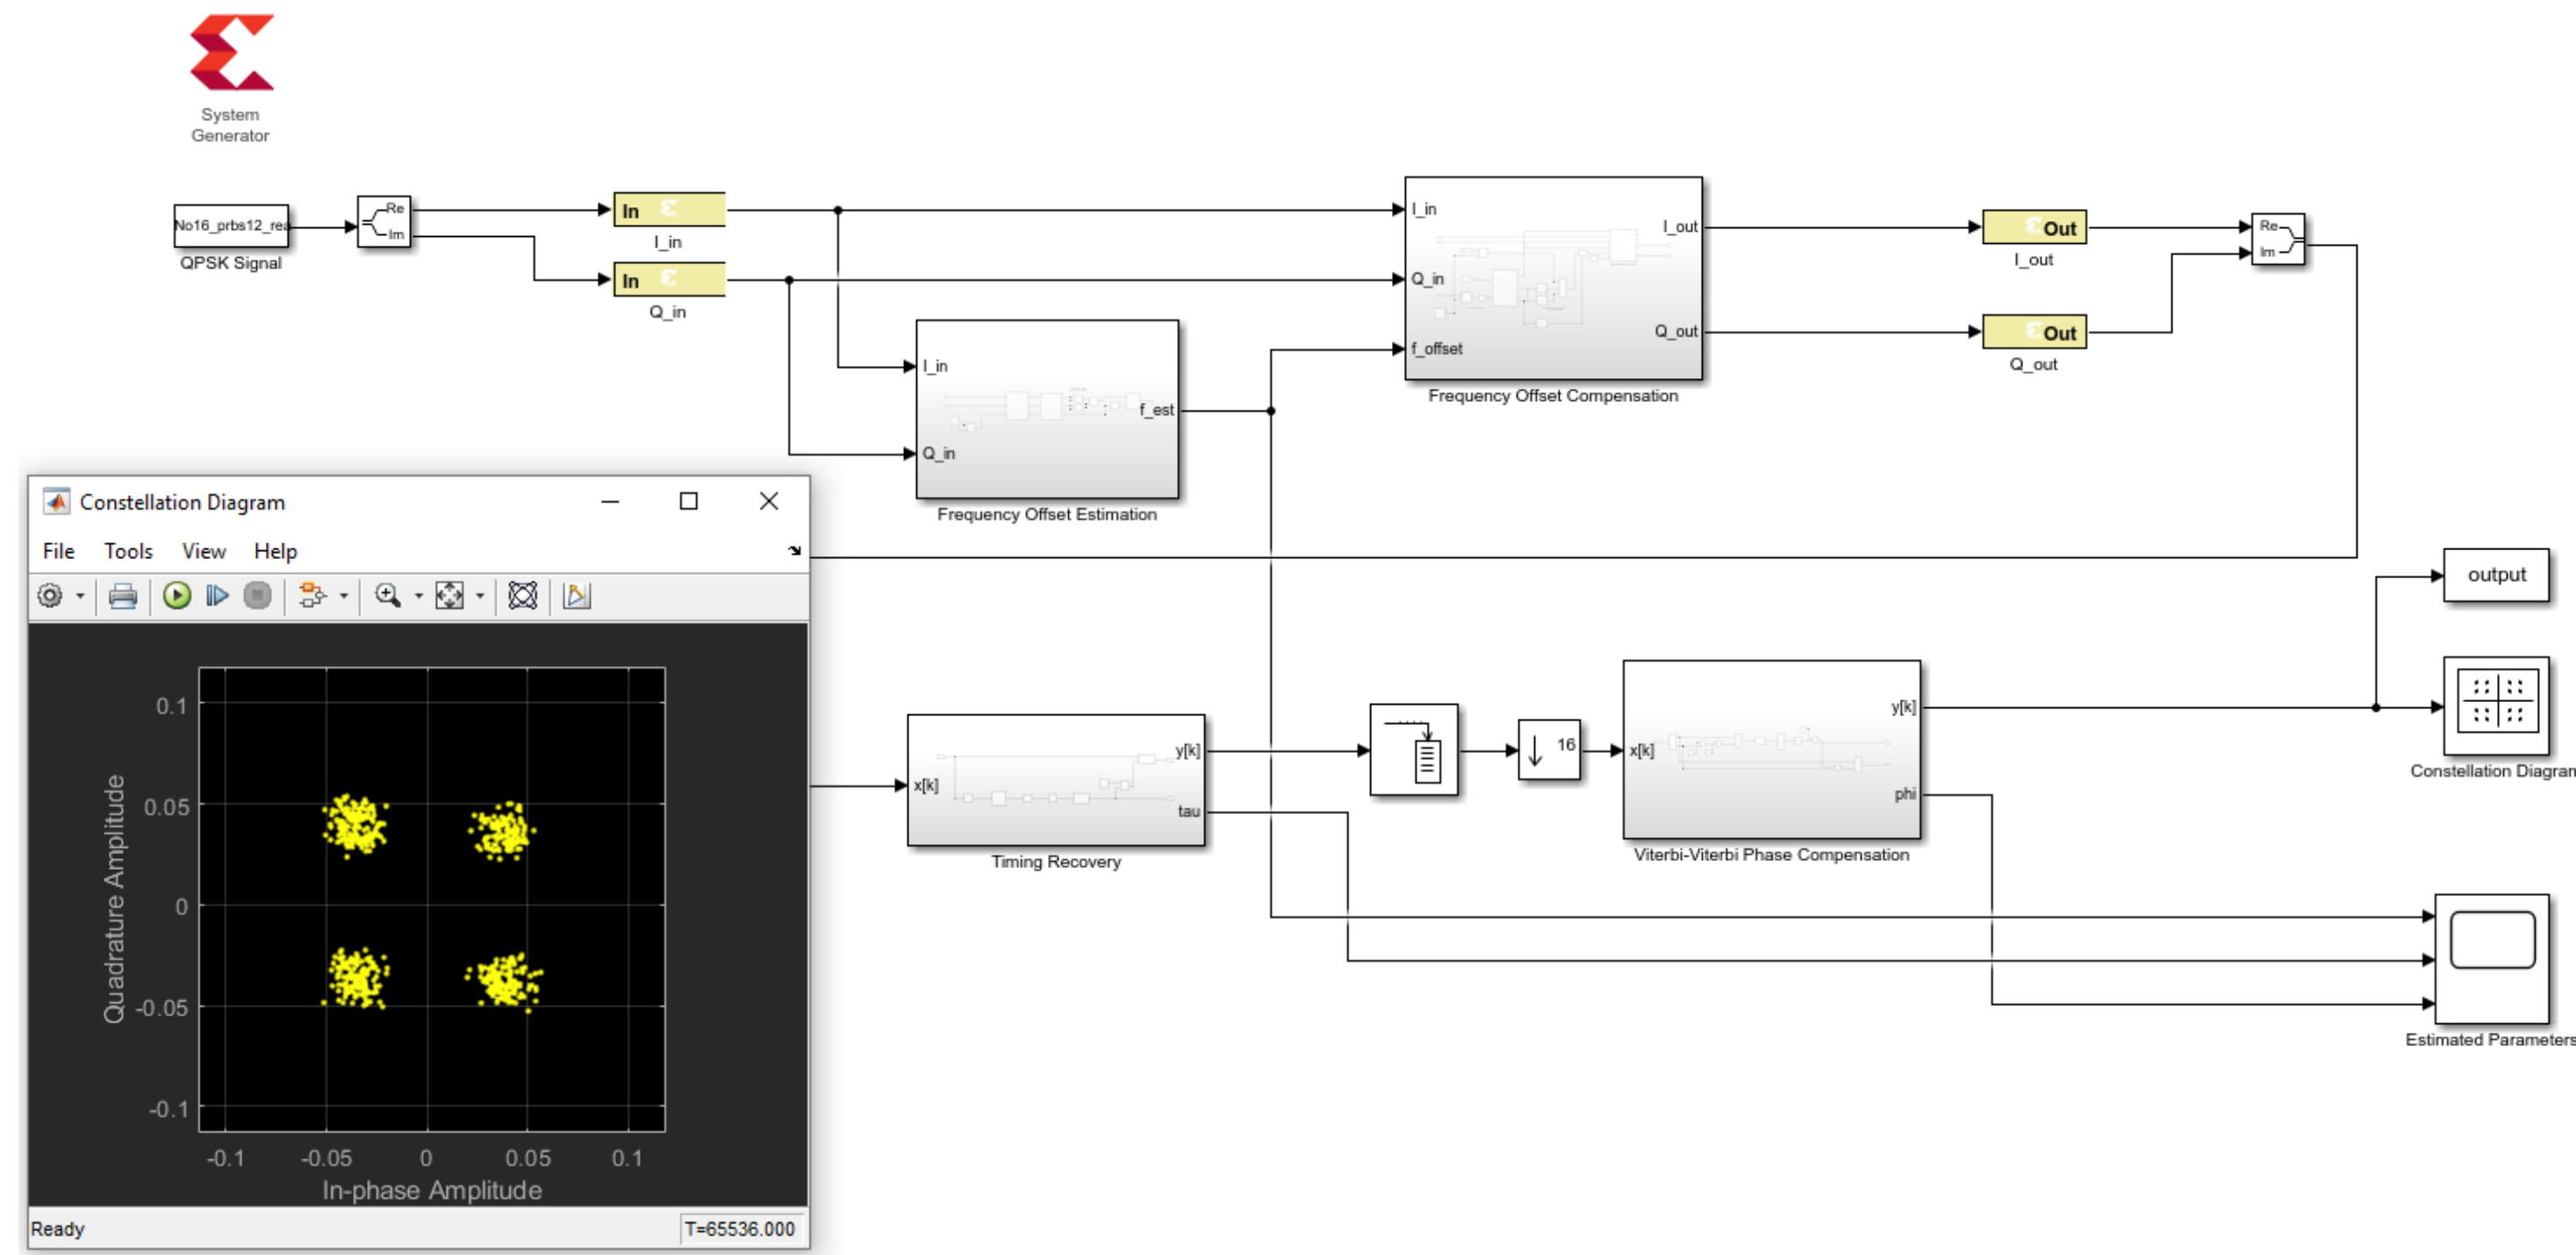 System
Generator
No16_prbs12_rea
QPSK Signal
Re
Im
In
I_in
In
Q_in
I_in
Q_in
f_offset
I_out
Q_out
Frequency Offset Compensation
Out
I_out
Out
Q_out
Re
Im
I_in
Q_in
f_est
Frequency Offset Estimation
Constellation Diagram
File Tools View Help
0.1
0.05
0
-0.05
-0.1
Quadrature Amplitude
-0.1 -0.05 0 0.05 0.1
In-phase Amplitude
Ready
T=65536.000
x[k]
y[k]
tau
Timing Recovery
16
x[k]
y[k]
phi
Viterbi-Viterbi Phase Compensation
output
Constellation Diagram
Estimated Parameters